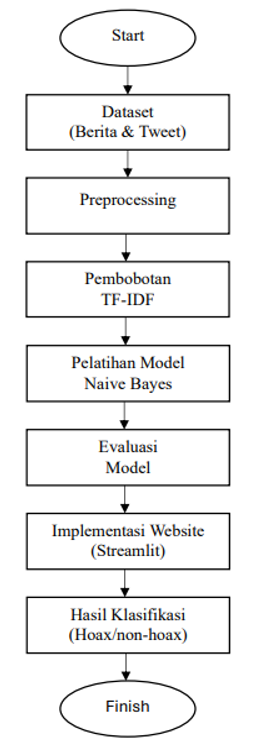 Start
Dataset
(Berita & Tweet)
Preprocessing
Pembobotan
TF-IDF
Pelatihan Model
Naive Bayes
Evaluasi
Model
Implementasi Website
(Streamlit)
Hasil Klasifikasi
(Hoax/non-hoax)
Finish